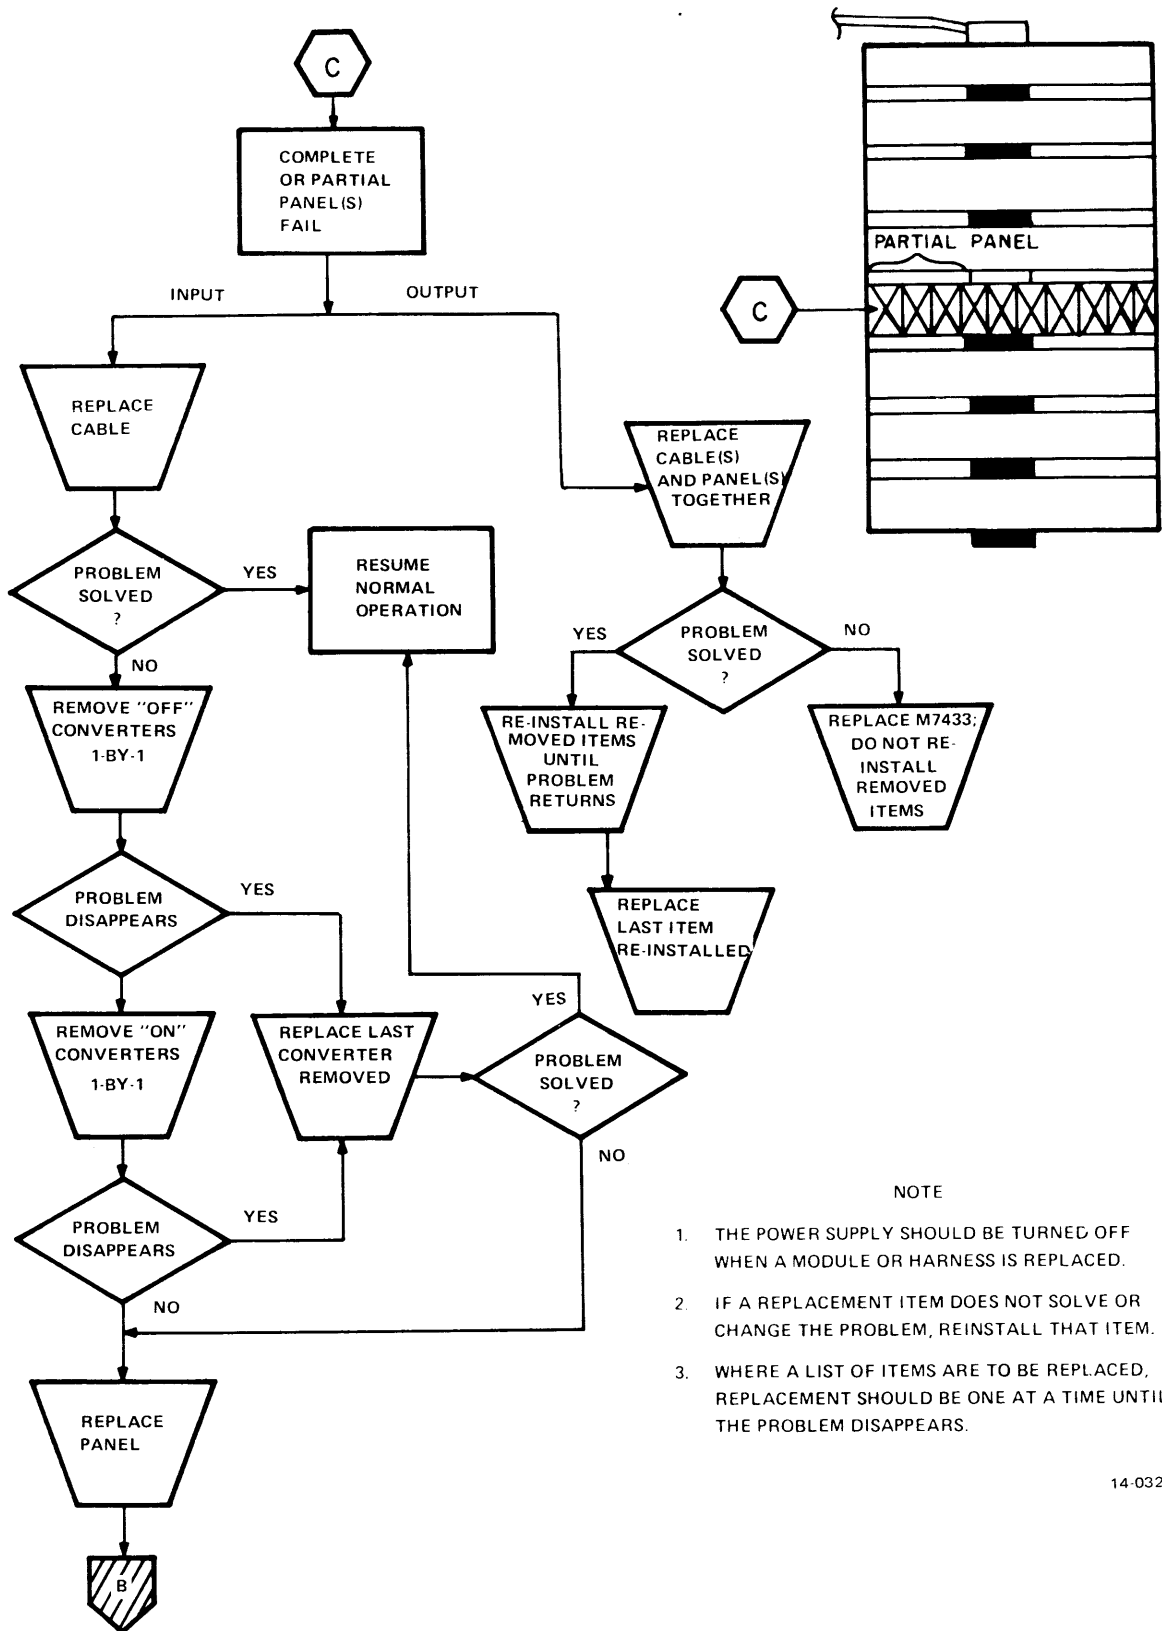 C
COMPLETE
OR PARTIAL
PANEL(S)
FAIL
INPUT
OUTPUT
PARTIAL PANEL
C
REPLACE
CABLE
REPLACE
CABLE(S)
AND PANEL(S)
TOGETHER
PROBLEM
SOLVED
?
YES
RESUME
NORMAL
OPERATION
NO
PROBLEM
SOLVED
?
YES
NO
REMOVE "OFF"
CONVERTERS
1-BY-1
RE-INSTALL RE-
MOVED ITEMS
UNTIL
PROBLEM
RETURNS
REPLACE M7433;
DO NOT RE-
INSTALL
REMOVED
ITEMS
PROBLEM
DISAPPEARS
YES
REPLACE
LAST ITEM
RE-INSTALLED
REMOVE "ON"
CONVERTERS
1-BY-1
REPLACE LAST
CONVERTER
REMOVED
YES
PROBLEM
SOLVED
?
NO
PROBLEM
DISAPPEARS
YES
NO
REPLACE
PANEL
B
NOTE
1. THE POWER SUPPLY SHOULD BE TURNED OFF
WHEN A MODULE OR HARNESS IS REPLACED.
2. IF A REPLACEMENT ITEM DOES NOT SOLVE OR
CHANGE THE PROBLEM, REINSTALL THAT ITEM.
3. WHERE A LIST OF ITEMS ARE TO BE REPLACED,
REPLACEMENT SHOULD BE ONE AT A TIME UNTIL
THE PROBLEM DISAPPEARS.
14-032